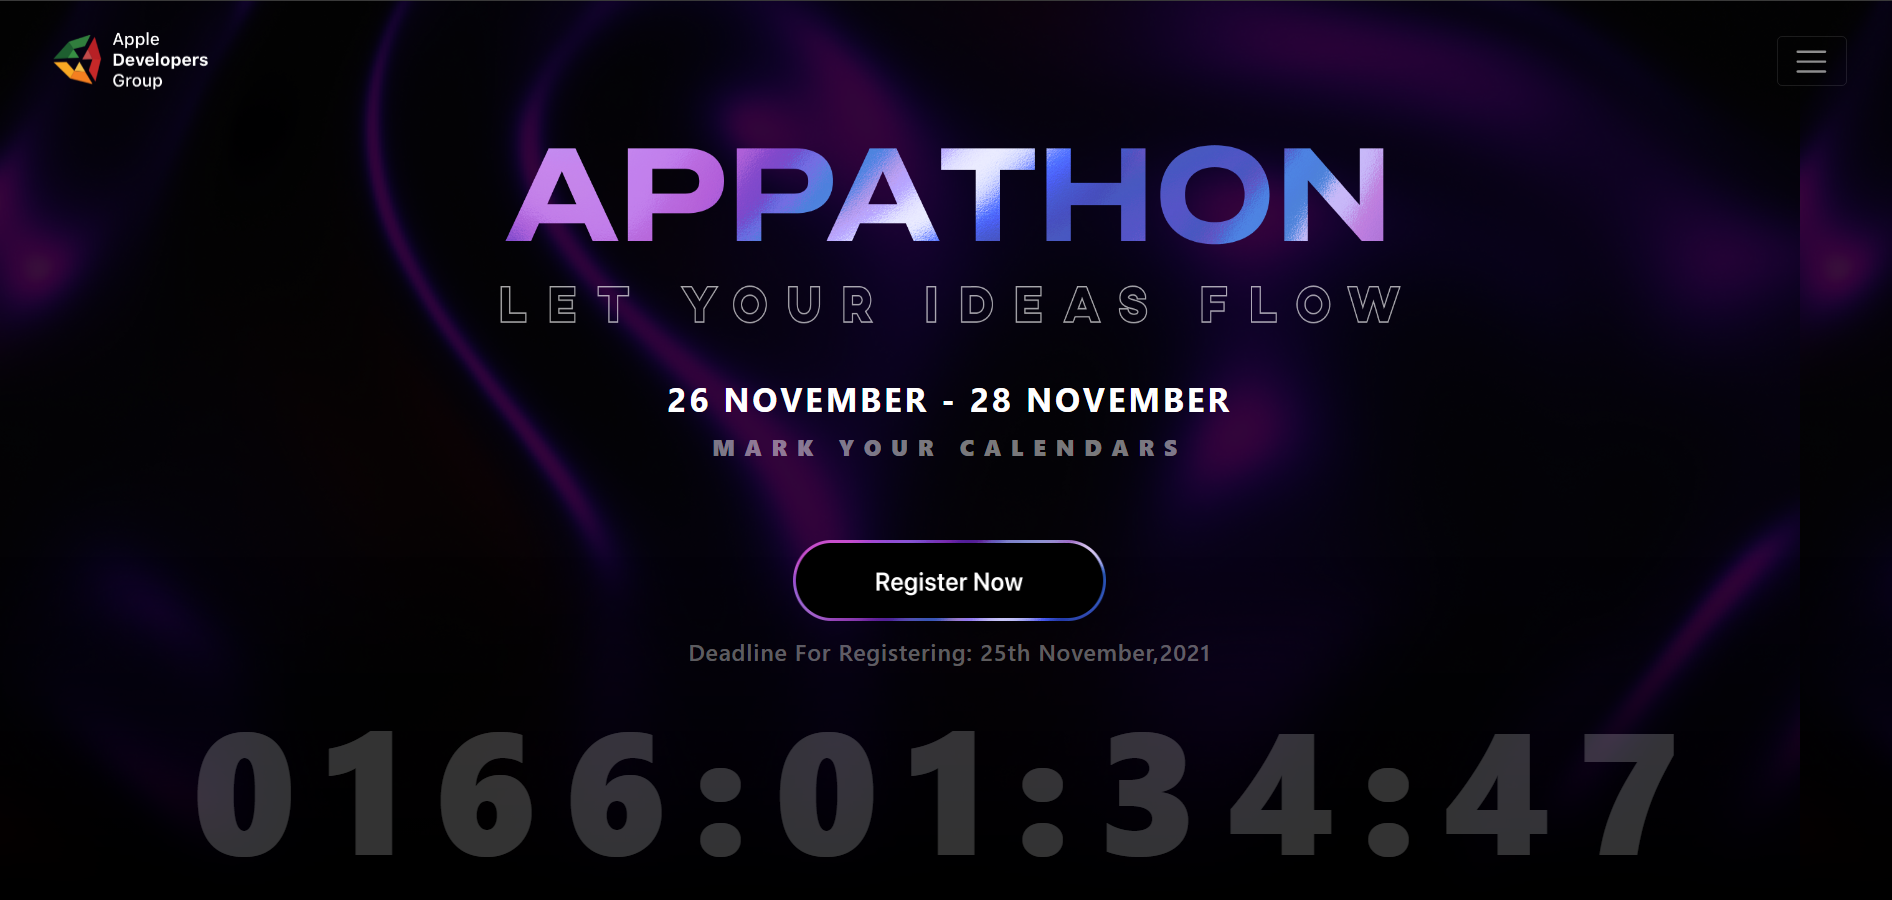 Apple
Developers
Group
APPATHON
LET YOUR IDEAS FLOW
26 NOVEMBER - 28 NOVEMBER
MARK YOUR CALENDARS
Register Now
Deadline For Registering: 25th November,2021
0166:01:34:47